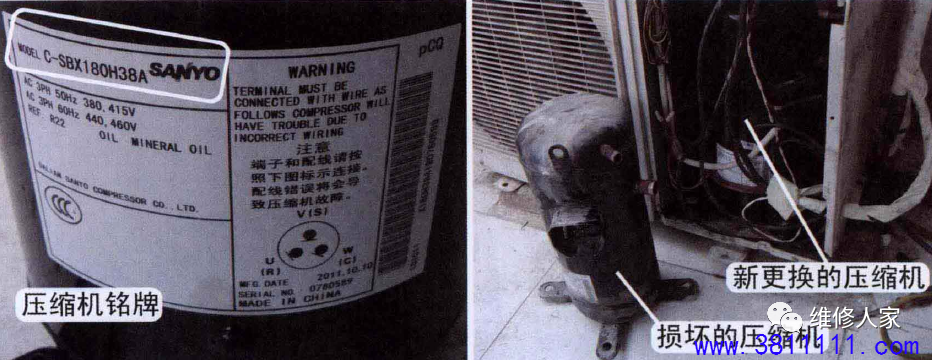 MODEL C-SBX180H38A SANYO
AC 3PH 50Hz 380,415V
AC 3PH 60Hz 440,460V
REF. R22
OIL MINERAL OIL
DALIAN SANYO COMPRESSOR CO.,LTD.
CCC
pCQ
WARNING
TERMINAL MUST BE
CONNECTED WITH WIRE AS
FOLLOWS COMPRESSOR WILL
HAVE TROUBLE DUE TO
INCORRECT WIRING
注意
端子和配线请按
照下图标示连接.
配线错误将会导
致压缩机故障.
V(S)
U
(R)
W
(C)
2011.10.10
MFG.DATE
SERIAL NO. 0780589
MADE IN CHINA
压缩机铭牌
新更换的压缩机
损坏的压缩机
维修人家
www.3811111.com